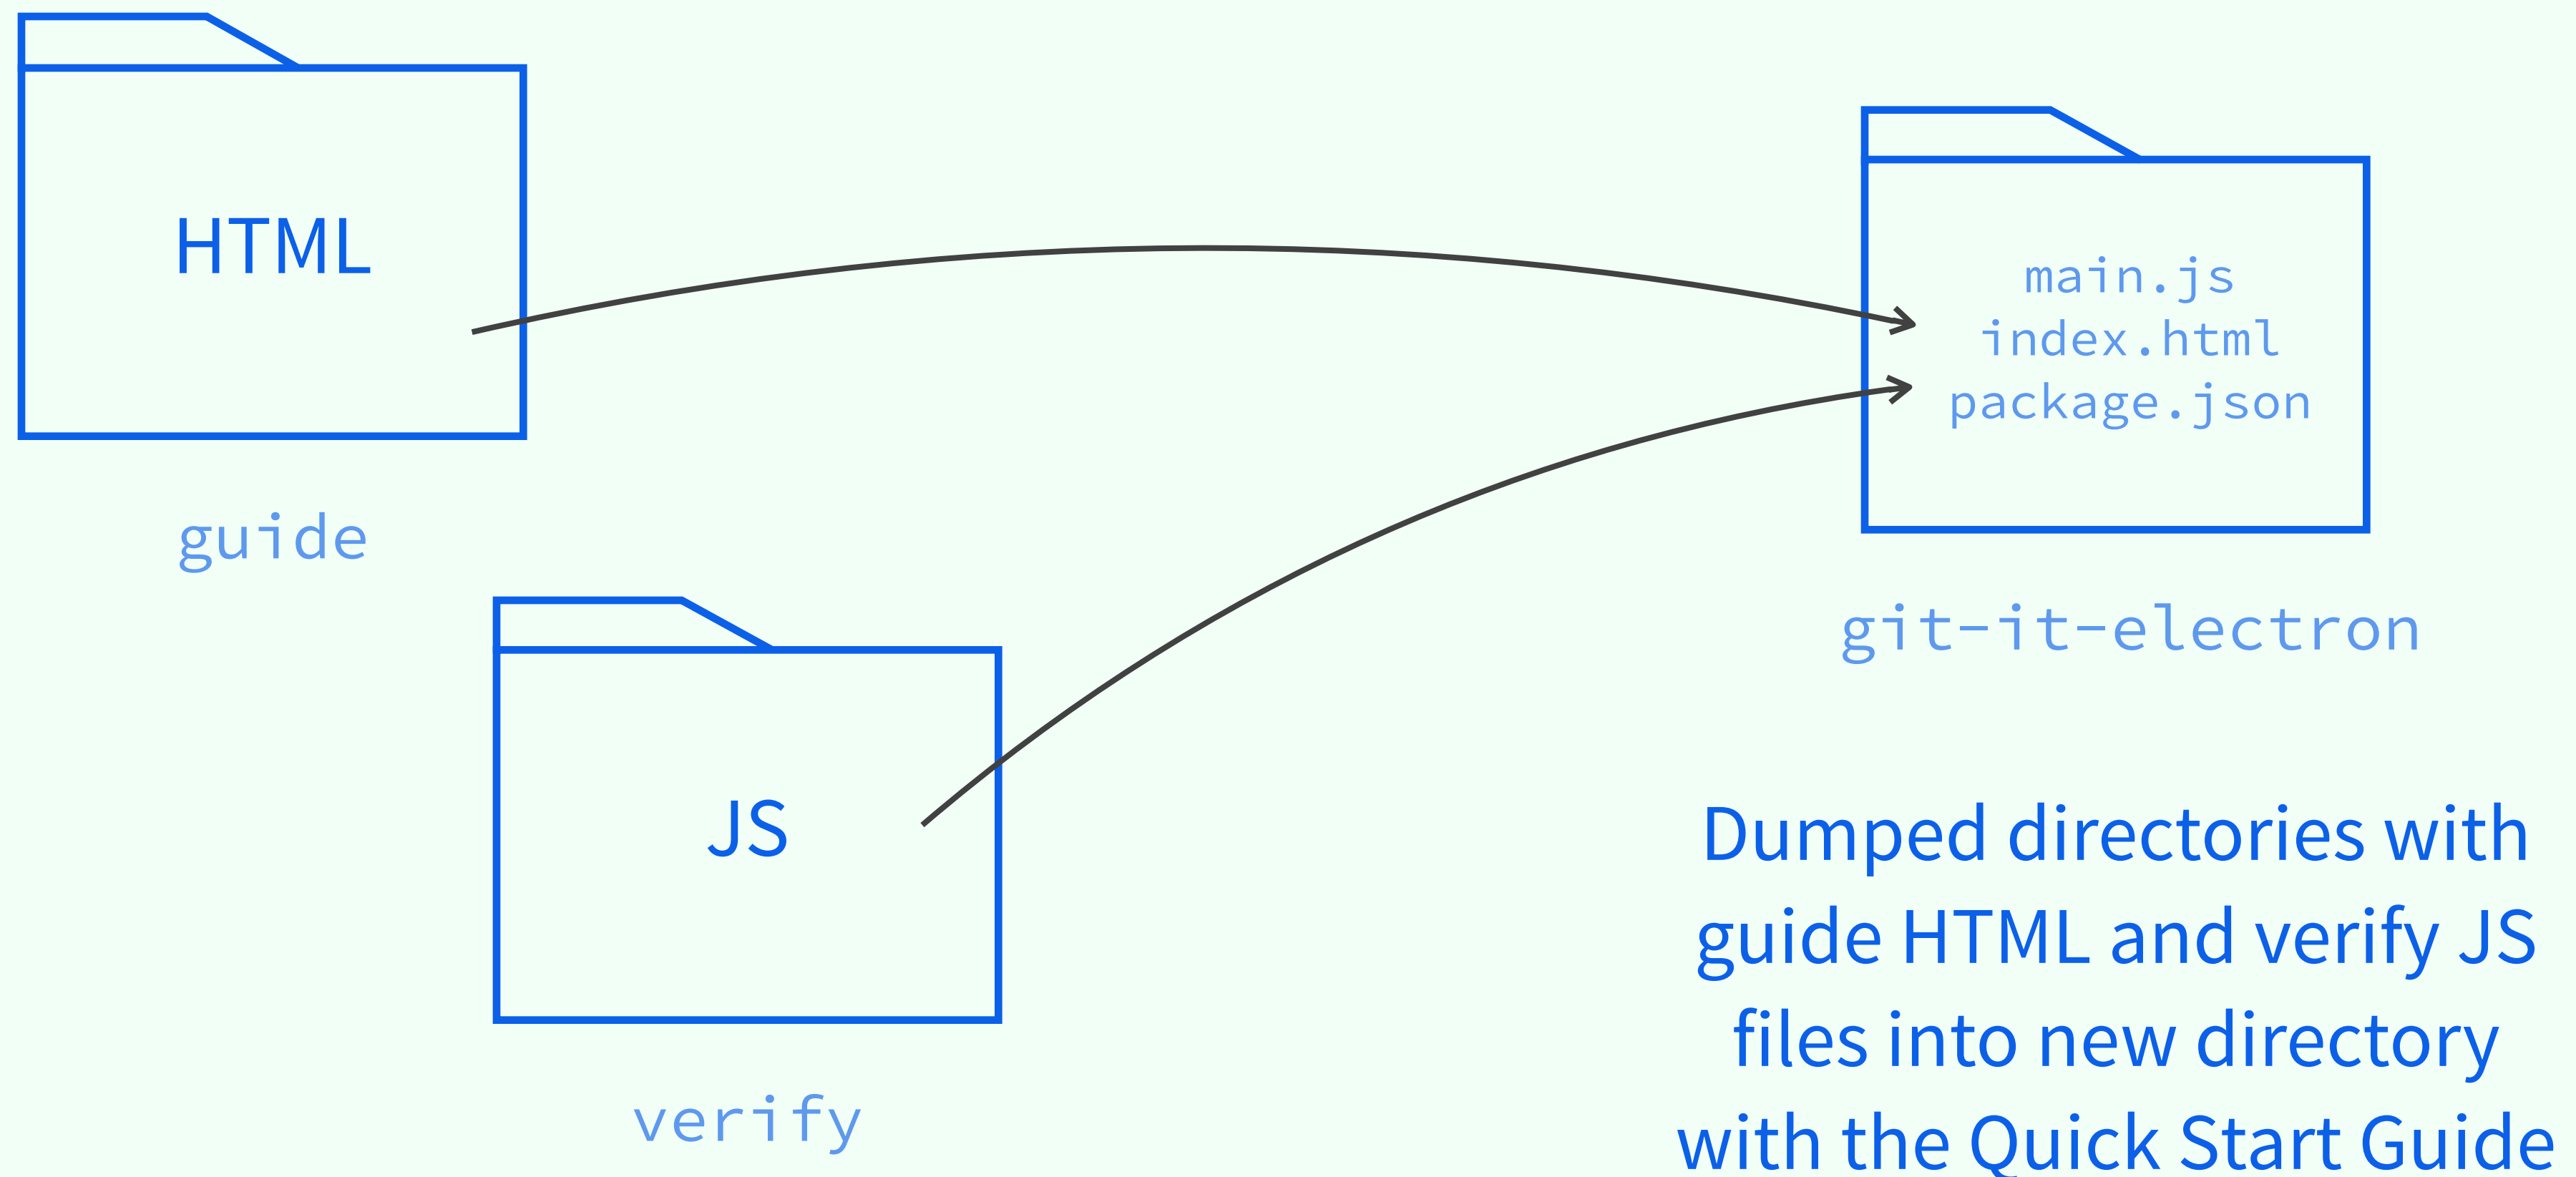 HTML
guide
JS
verify
main.js
index.html
package.json
git-it-electron
Dumped directories with
guide HTML and verify JS
files into new directory
with the Quick Start Guide